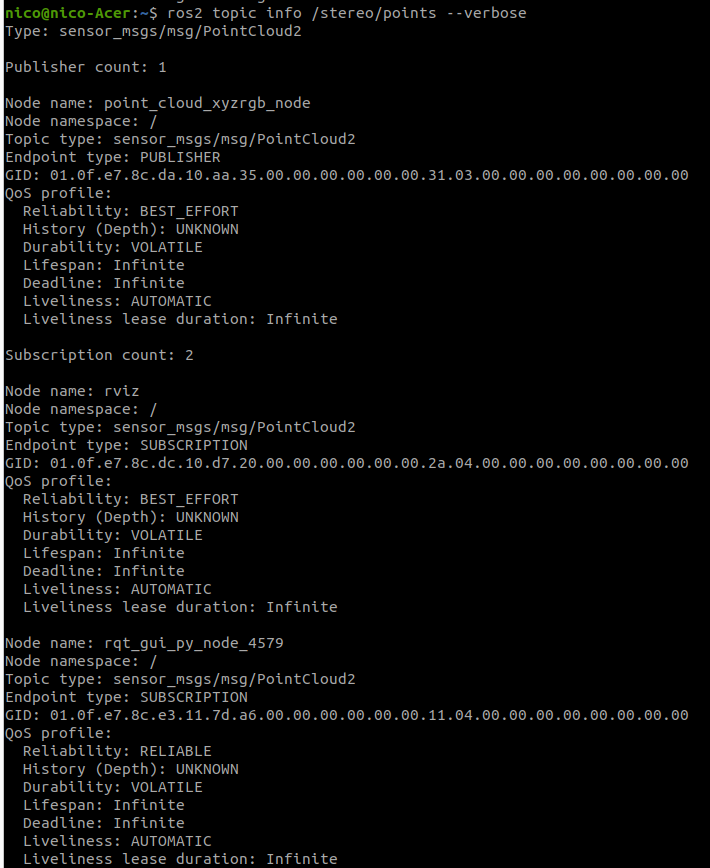 nico@nico-Acer:~$ ros2 topic info /stereo/points --verbose
Type: sensor_msgs/msg/PointCloud2
Publisher count: 1
Node name: point_cloud_xyzrgb_node
Node namespace: /
Topic type: sensor_msgs/msg/PointCloud2
Endpoint type: PUBLISHER
GID: 01.0f.e7.8c.da.10.aa.35.00.00.00.00.00.00.31.03.00.00.00.00.00.00.00.00
QoS profile:
  Reliability: BEST_EFFORT
  History (Depth): UNKNOWN
  Durability: VOLATILE
  Lifespan: Infinite
  Deadline: Infinite
  Liveliness: AUTOMATIC
  Liveliness lease duration: Infinite
Subscription count: 2
Node name: rviz
Node namespace: /
Topic type: sensor_msgs/msg/PointCloud2
Endpoint type: SUBSCRIPTION
GID: 01.0f.e7.8c.dc.10.d7.20.00.00.00.00.00.00.2a.04.00.00.00.00.00.00.00.00
QoS profile:
  Reliability: BEST_EFFORT
  History (Depth): UNKNOWN
  Durability: VOLATILE
  Lifespan: Infinite
  Deadline: Infinite
  Liveliness: AUTOMATIC
  Liveliness lease duration: Infinite
Node name: rqt_gui_py_node_4579
Node namespace: /
Topic type: sensor_msgs/msg/PointCloud2
Endpoint type: SUBSCRIPTION
GID: 01.0f.e7.8c.e3.11.7d.a6.00.00.00.00.00.00.11.04.00.00.00.00.00.00.00.00
QoS profile:
  Reliability: RELIABLE
  History (Depth): UNKNOWN
  Durability: VOLATILE
  Lifespan: Infinite
  Deadline: Infinite
  Liveliness: AUTOMATIC
  Liveliness lease duration: Infinite